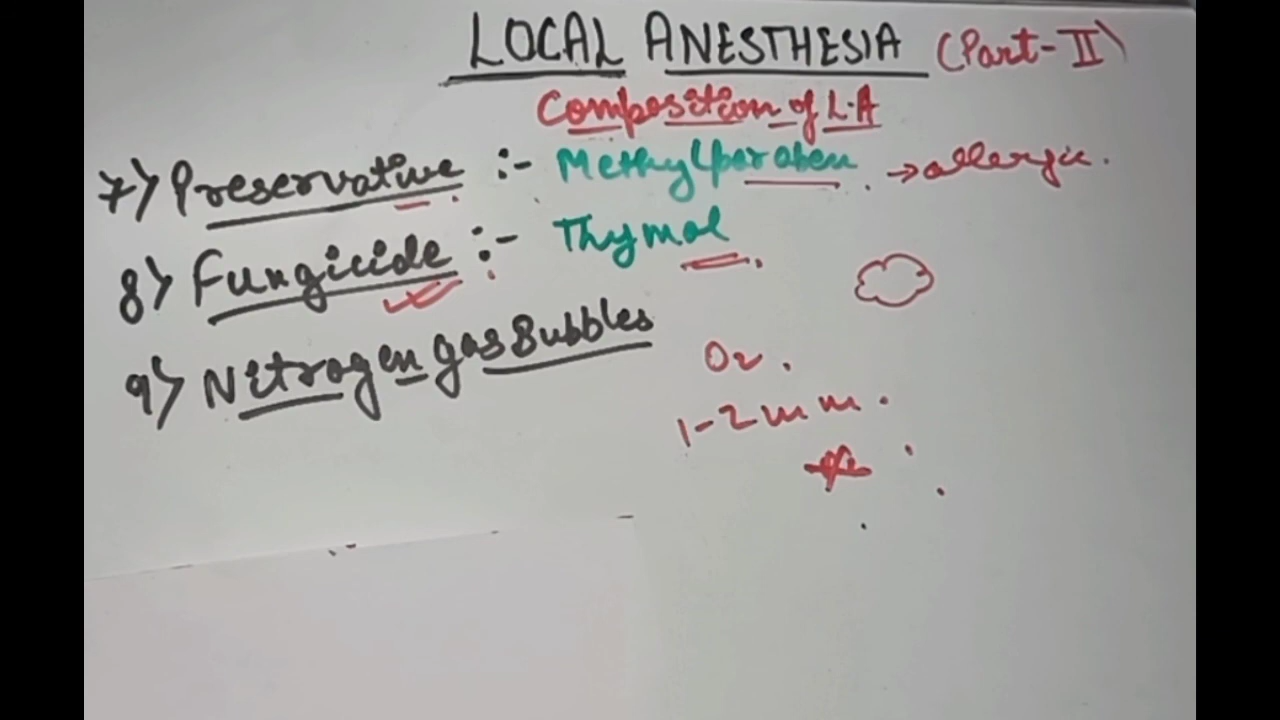 LOCAL ANESTHESIA (Part-II)
Composition of L.A
7) Preservative :- Methylparaben . → allergic.
8) Fungicide :- Thymol
9) Nitrogen gas Bubbles
O2 .
1-2 mm .